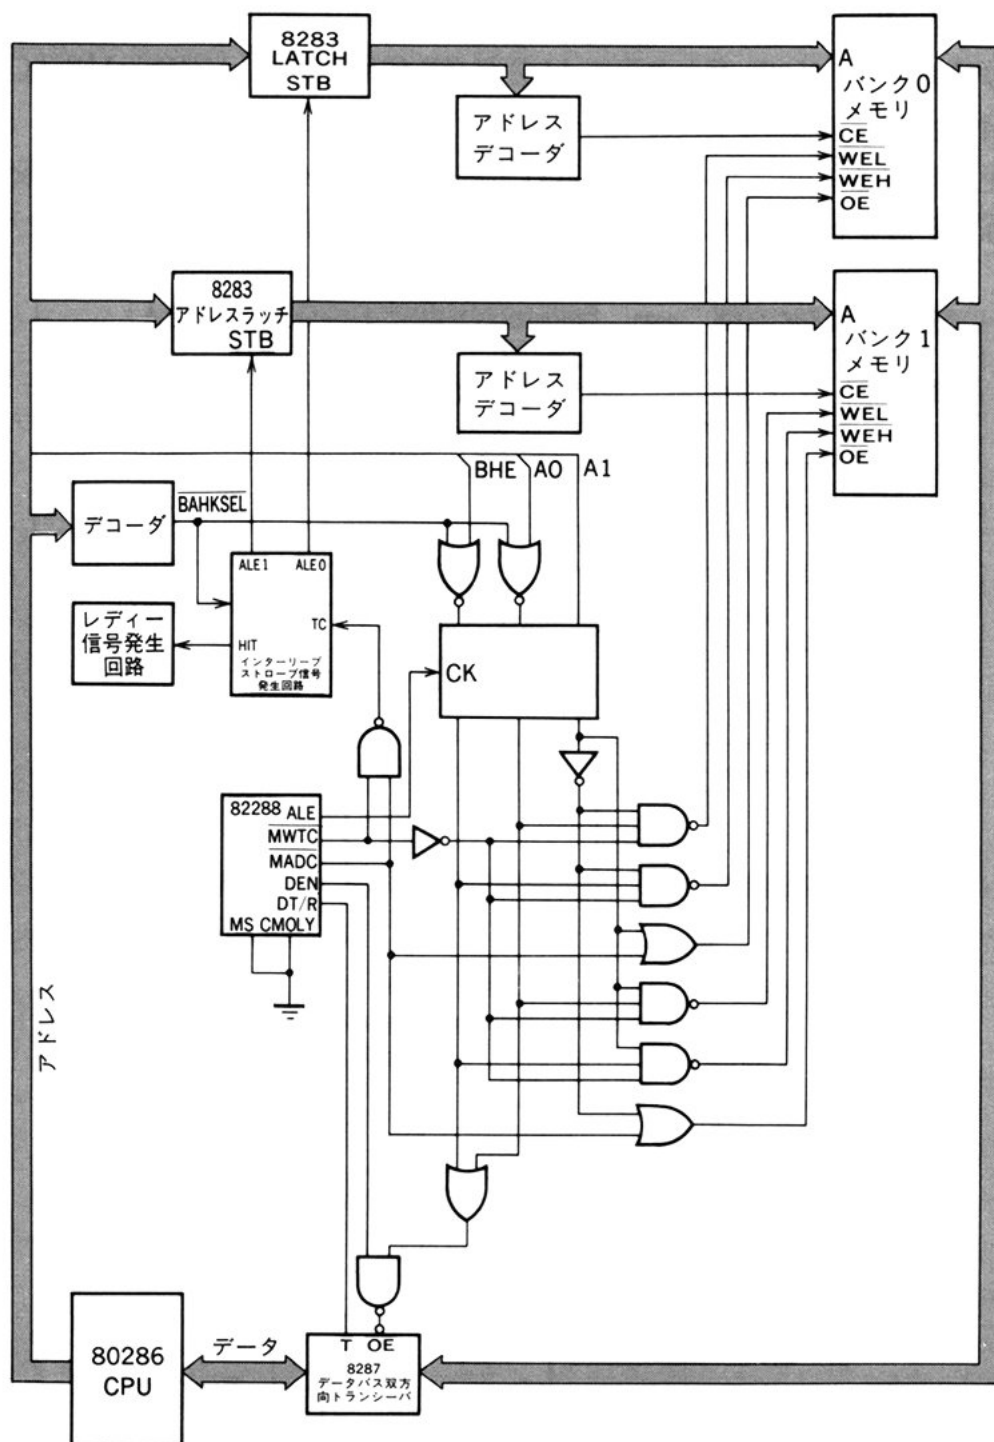 8283
LATCH
STB
アドレス
デコーダ
A
バンク0
メモリ
CE
WEL
WEH
OE
8283
アドレスラッチ
STB
アドレス
デコーダ
A
バンク1
メモリ
CE
WEL
WEH
OE
BHE
A0
A1
デコーダ
BAHKSEL
ALE1
ALE0
TC
HIT
インターリーブ
ストローブ信号
発生回路
レディー
信号発生
回路
CK
82288
ALE
MWTC
MADC
DEN
DT/R
MS CMOLY
アドレス
80286
CPU
データ
T
OE
8287
データバス双方
向トランシーバ